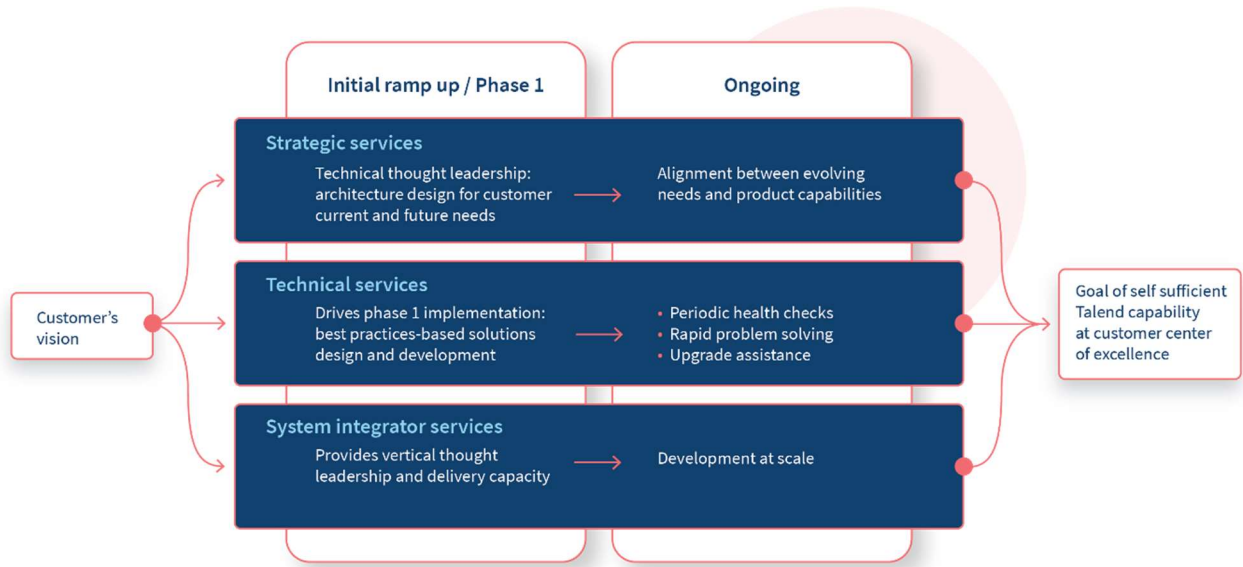 Initial ramp up / Phase 1
Ongoing
Strategic services
Technical thought leadership:
architecture design for customer
current and future needs
Alignment between evolving
needs and product capabilities
Technical services
Drives phase 1 implementation:
best practices-based solutions
design and development
• Periodic health checks
• Rapid problem solving
• Upgrade assistance
System integrator services
Provides vertical thought
leadership and delivery capacity
Development at scale
Customer's
vision
Goal of self sufficient
Talend capability
at customer center
of excellence